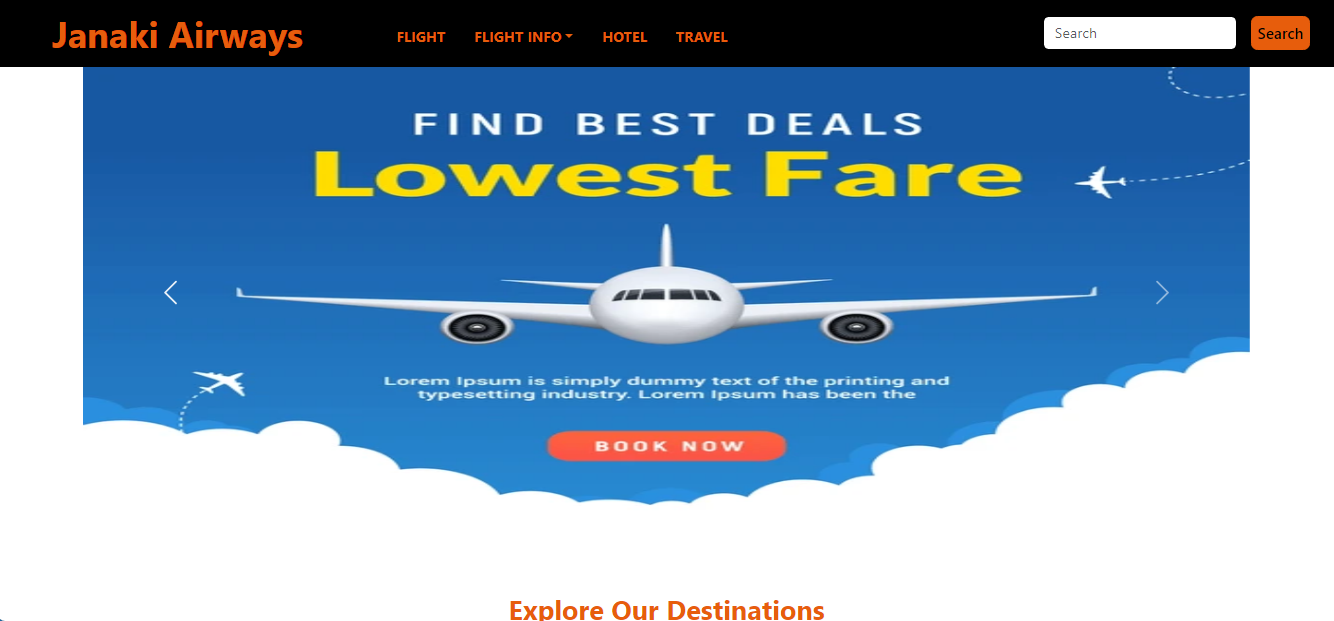 Janaki Airways
FLIGHT
FLIGHT INFO
HOTEL
TRAVEL
Search
Search
FIND BEST DEALS
Lowest Fare
Lorem Ipsum is simply dummy text of the printing and
typesetting industry. Lorem Ipsum has been the
BOOK NOW
Explore Our Destinations